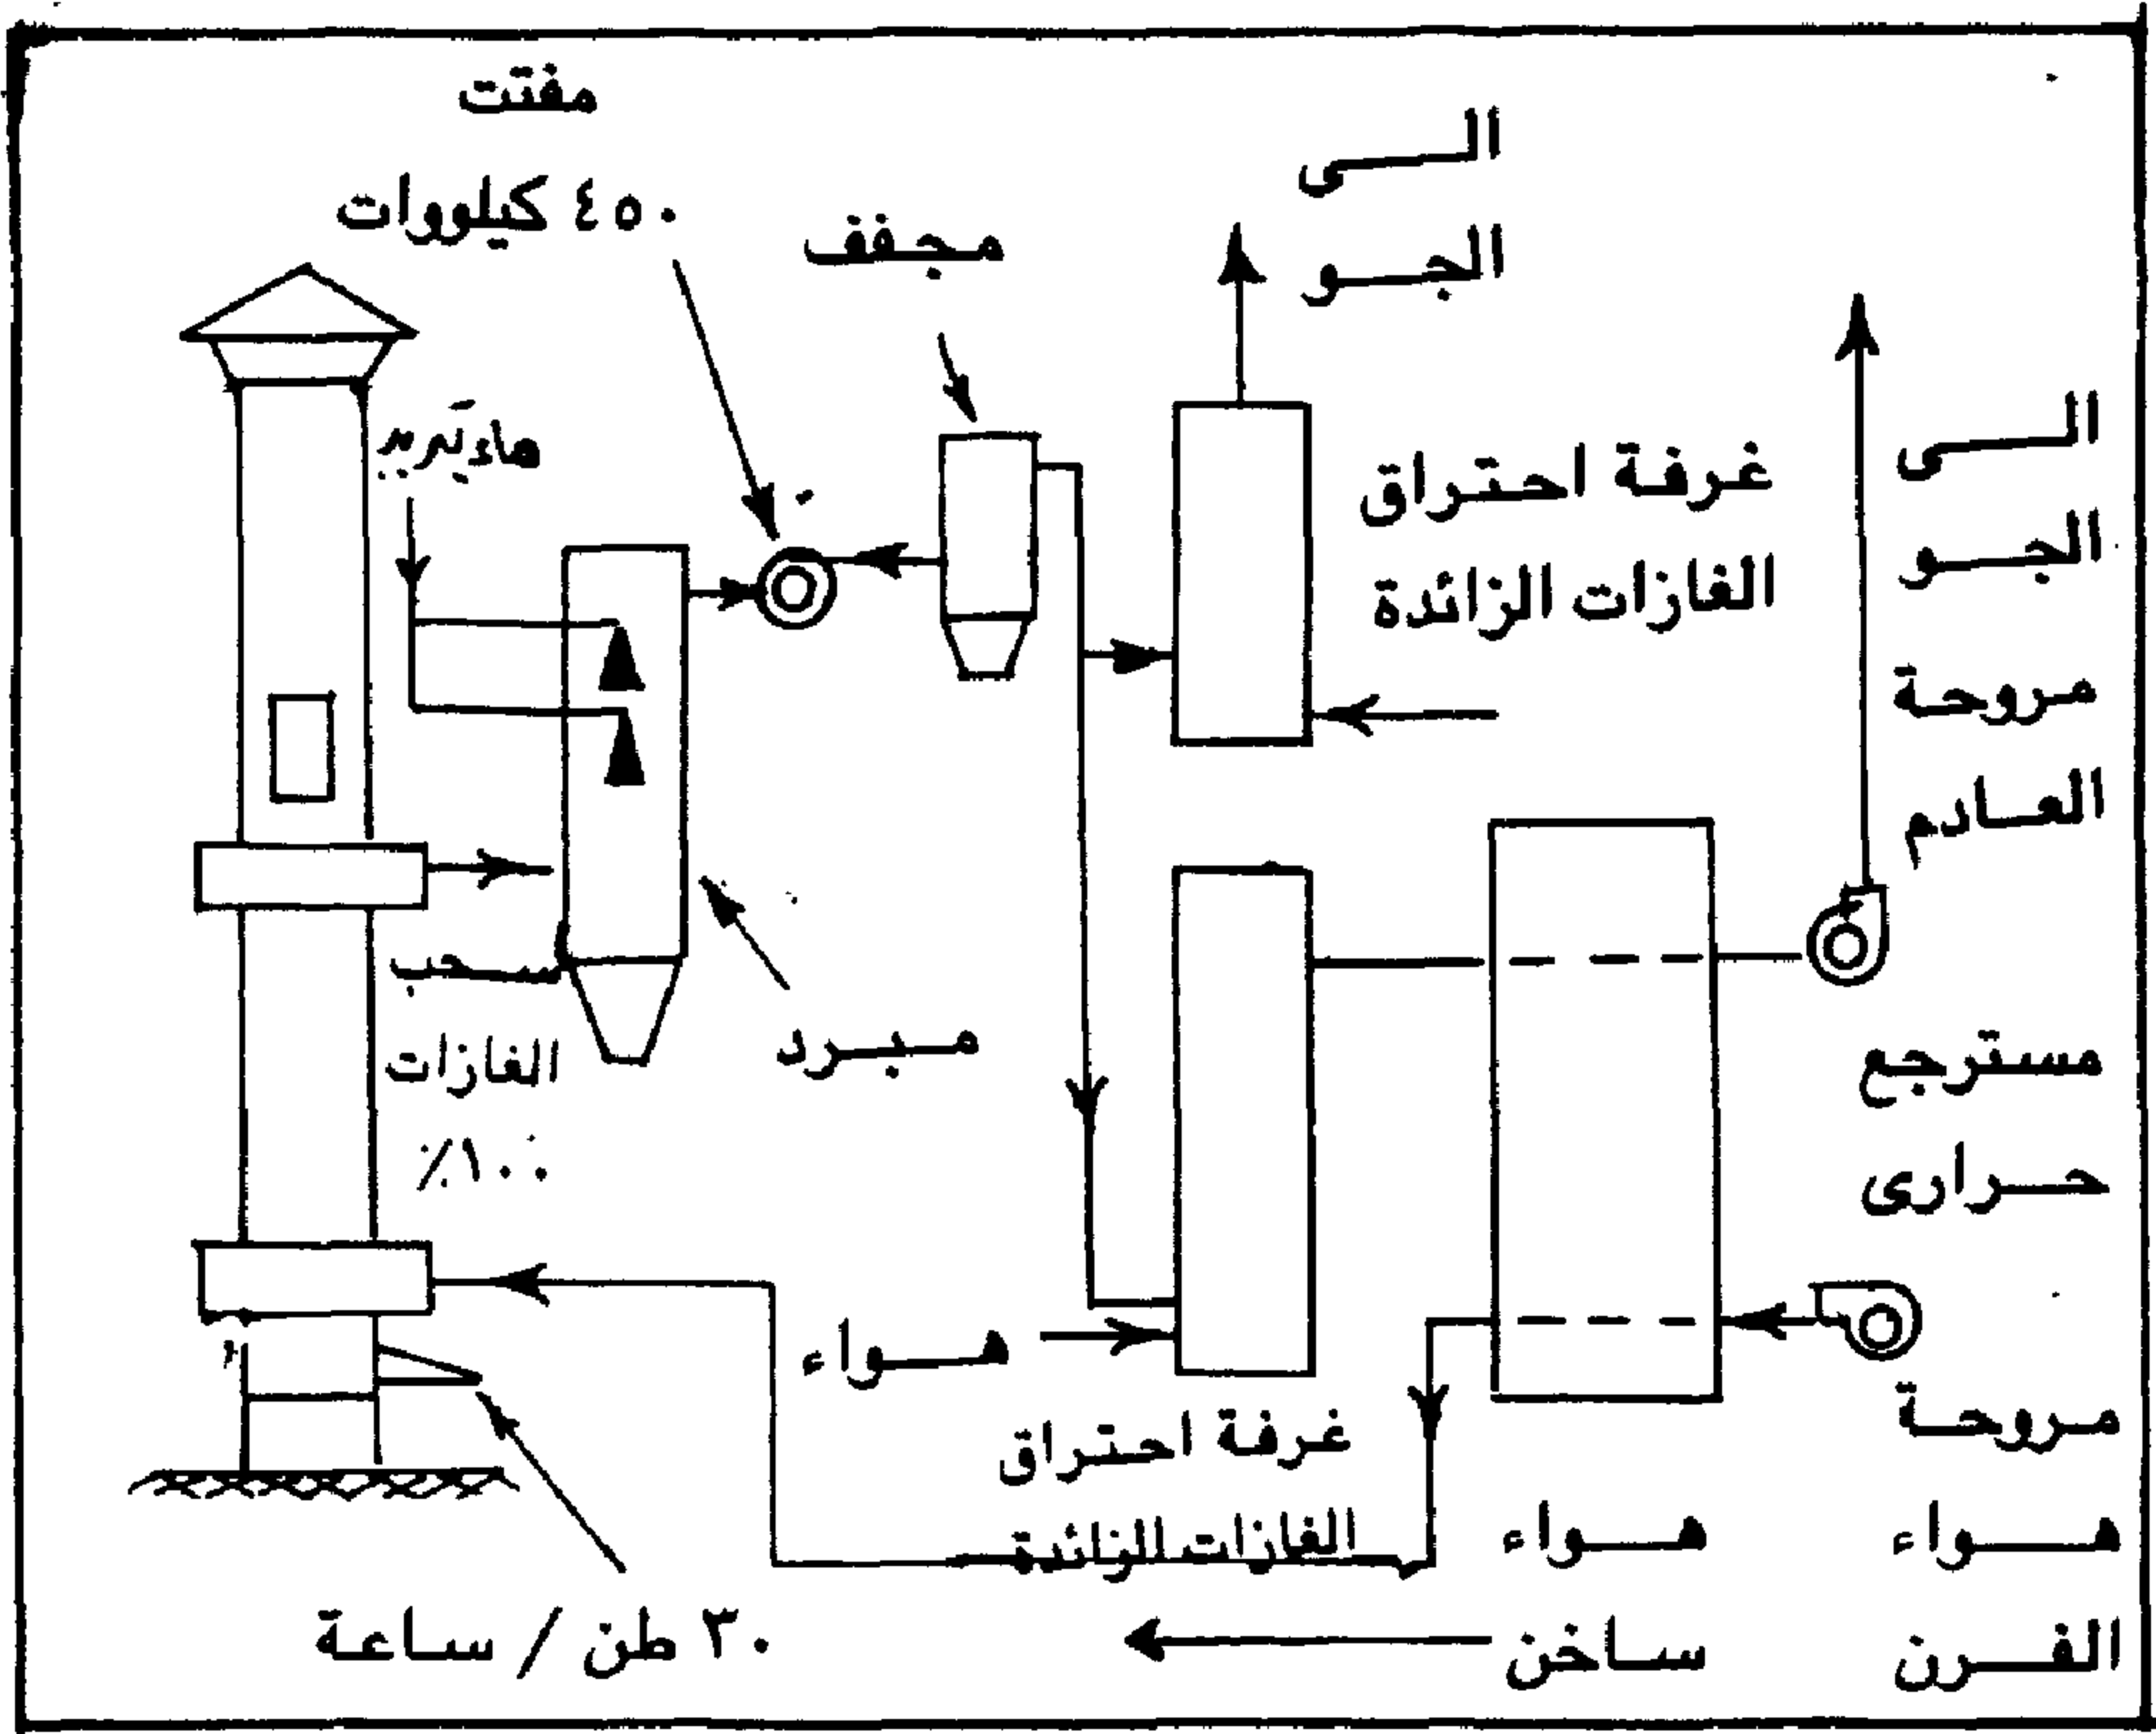 مفتت
٤٥٠ كيلووات
مجفف
الى
الجو
ماء تبريد
غرفة احتراق
الغازات الزائدة
الى
الجو
مروحة
العادم
سحب
الغازات
١٠٠٪
مبرد
مسترجع
حرارى
هواء
غرفة احتراق
الغازات الزائدة
مروحة
هواء
الفرن
هواء
ساخن
٣٠ طن / ساعة